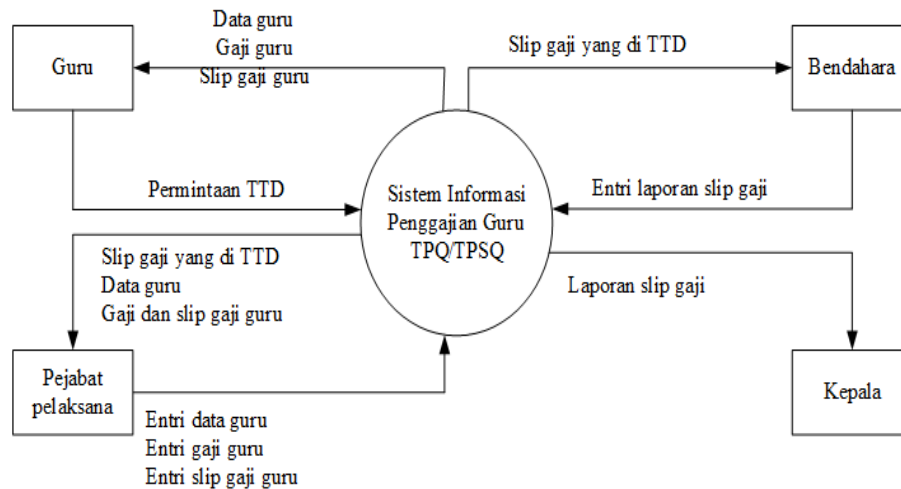 Data guru
Gaji guru
Slip gaji guru
Guru
Slip gaji yang di TTD
Bendahara
Permintaan TTD
Sistem Informasi
Penggajian Guru
TPQ/TPSQ
Entri laporan slip gaji
Slip gaji yang di TTD
Data guru
Gaji dan slip gaji guru
Laporan slip gaji
Pejabat
pelaksana
Kepala
Entri data guru
Entri gaji guru
Entri slip gaji guru